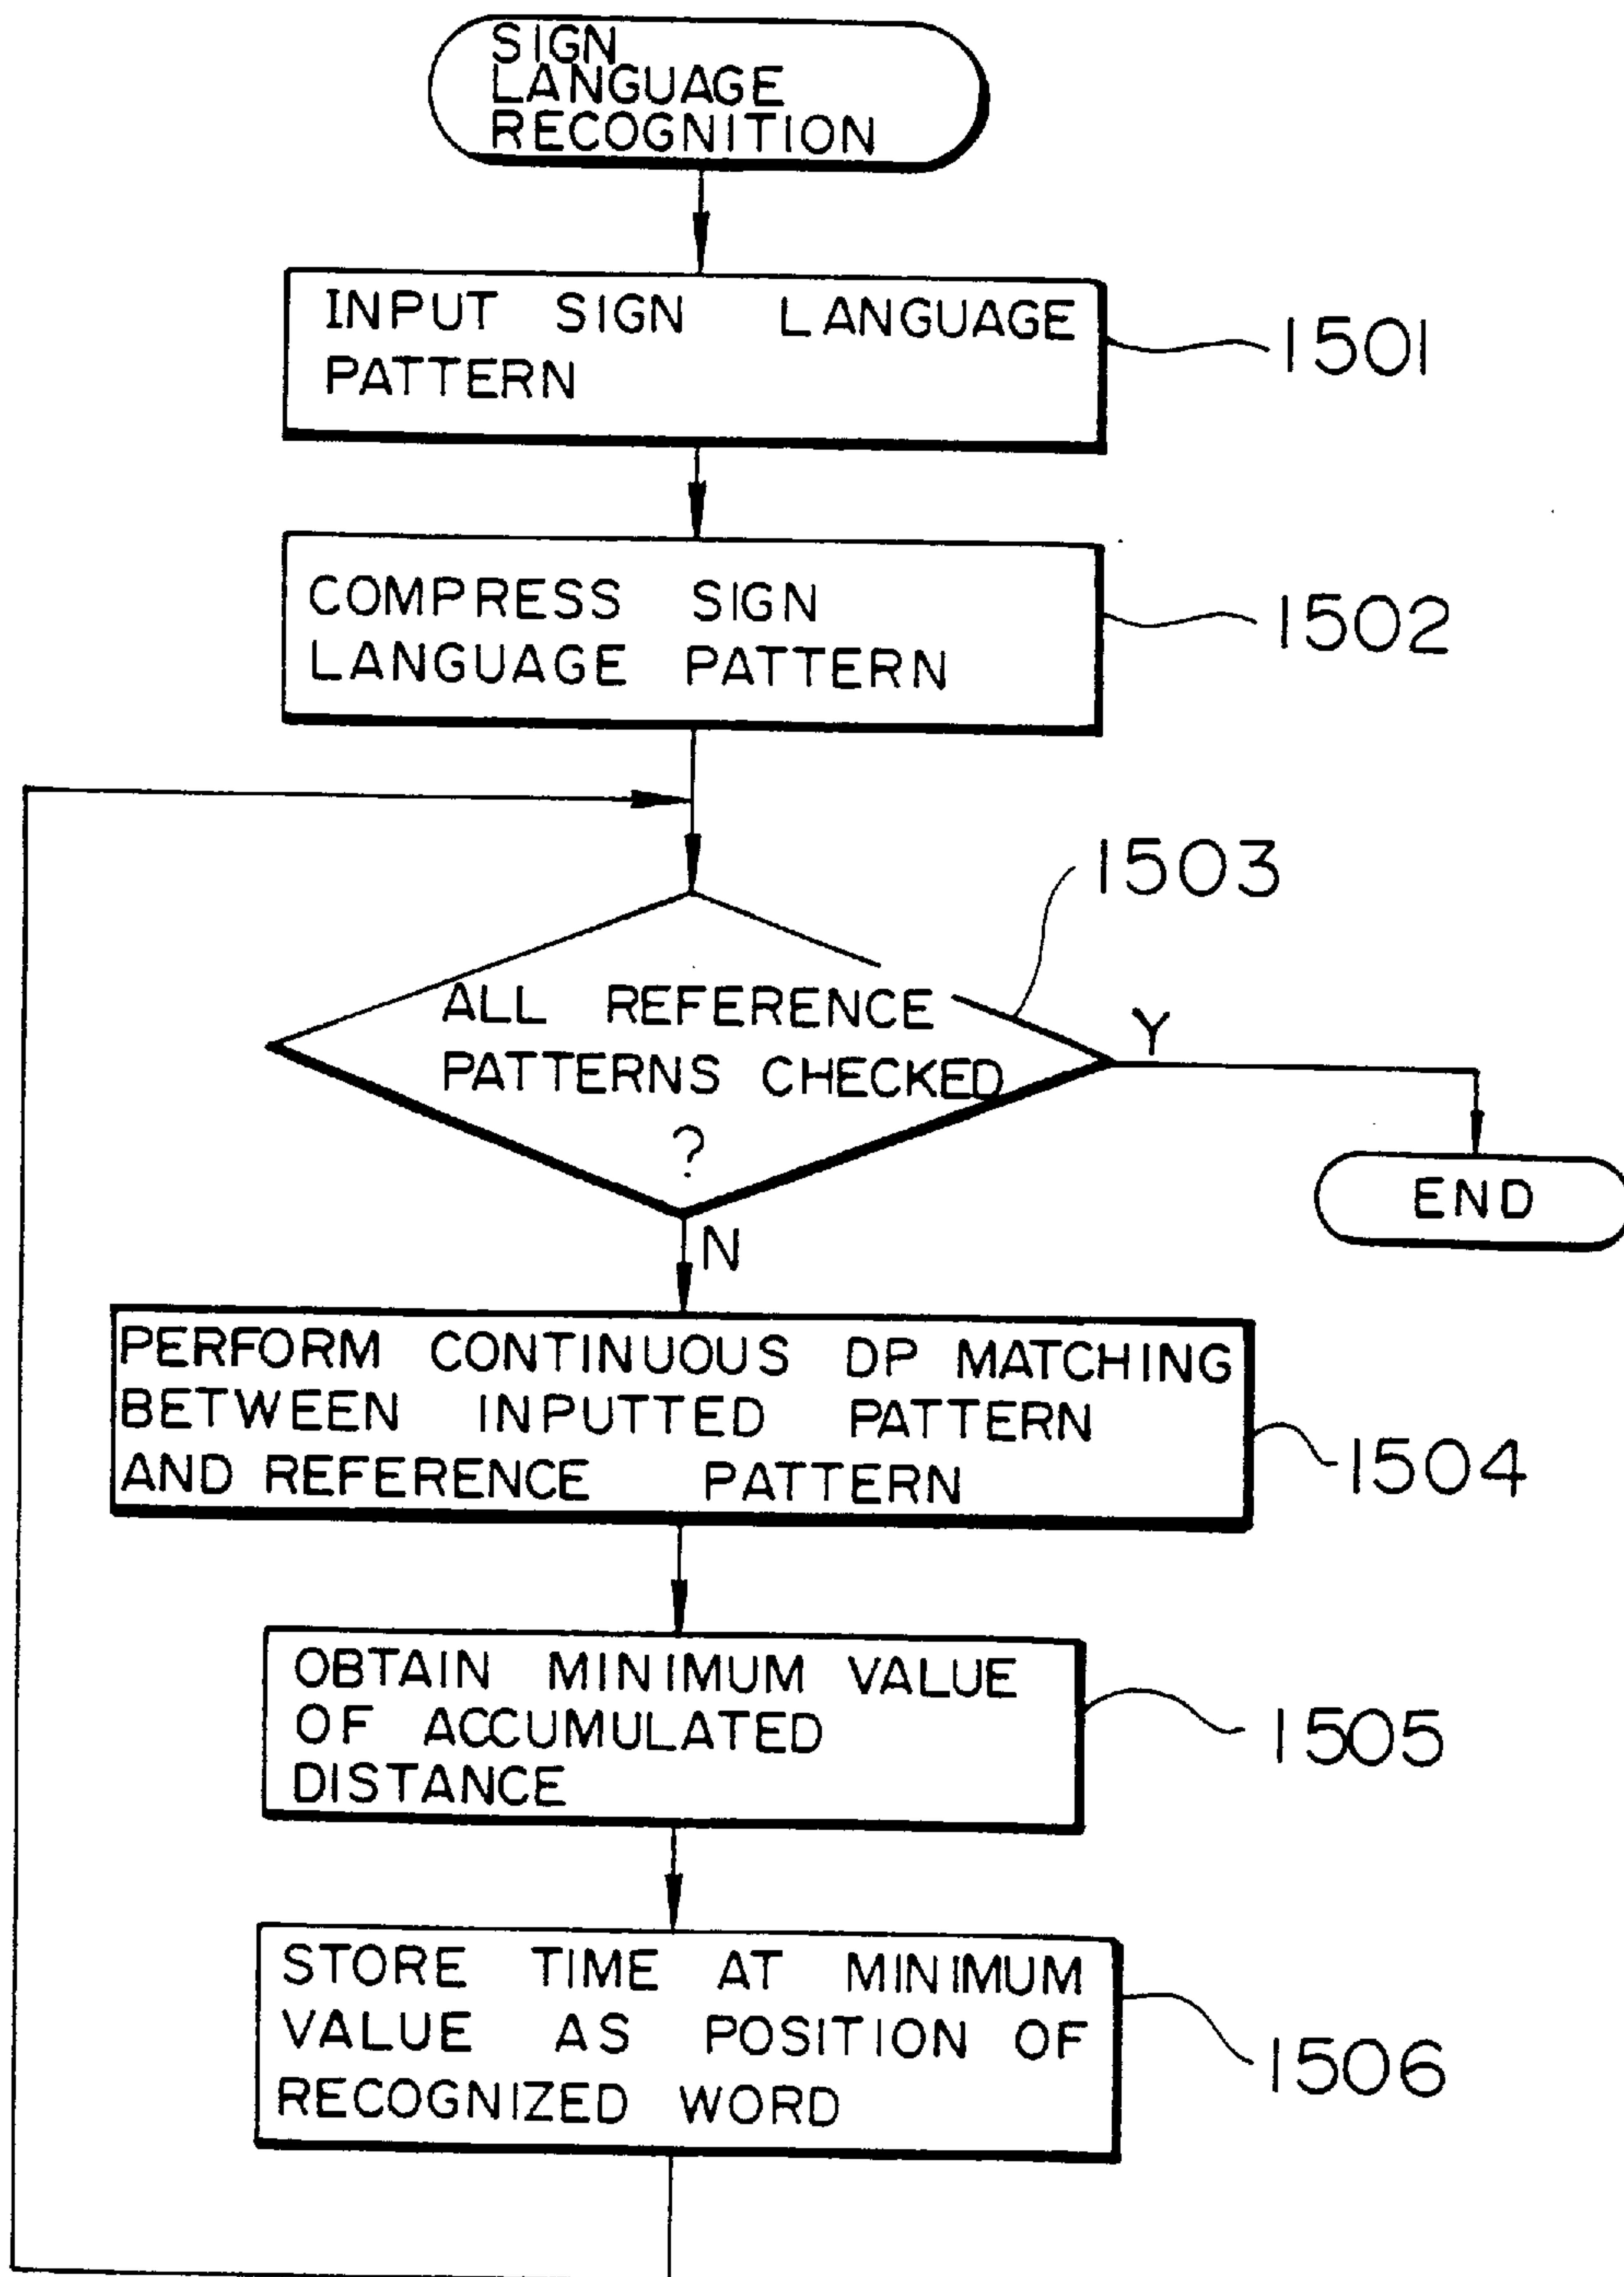 SIGN
LANGUAGE
RECOGNITION
INPUT SIGN LANGUAGE
PATTERN
1501
COMPRESS SIGN
LANGUAGE PATTERN
1502
1503
ALL REFERENCE
PATTERNS CHECKED
?
Y
END
N
PERFORM CONTINUOUS DP MATCHING
BETWEEN INPUTTED PATTERN
AND REFERENCE PATTERN
1504
OBTAIN MINIMUM VALUE
OF ACCUMULATED
DISTANCE
1505
STORE TIME AT MINIMUM
VALUE AS POSITION OF
RECOGNIZED WORD
1506